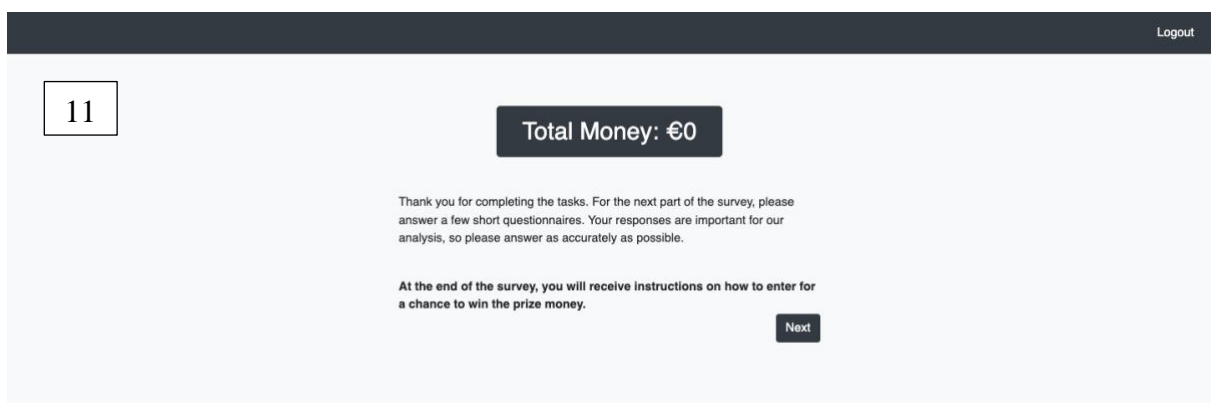 Logout
11
Total Money: €0
Thank you for completing the tasks. For the next part of the survey, please
answer a few short questionnaires. Your responses are important for our
analysis, so please answer as accurately as possible.
At the end of the survey, you will receive instructions on how to enter for
a chance to win the prize money.
Next